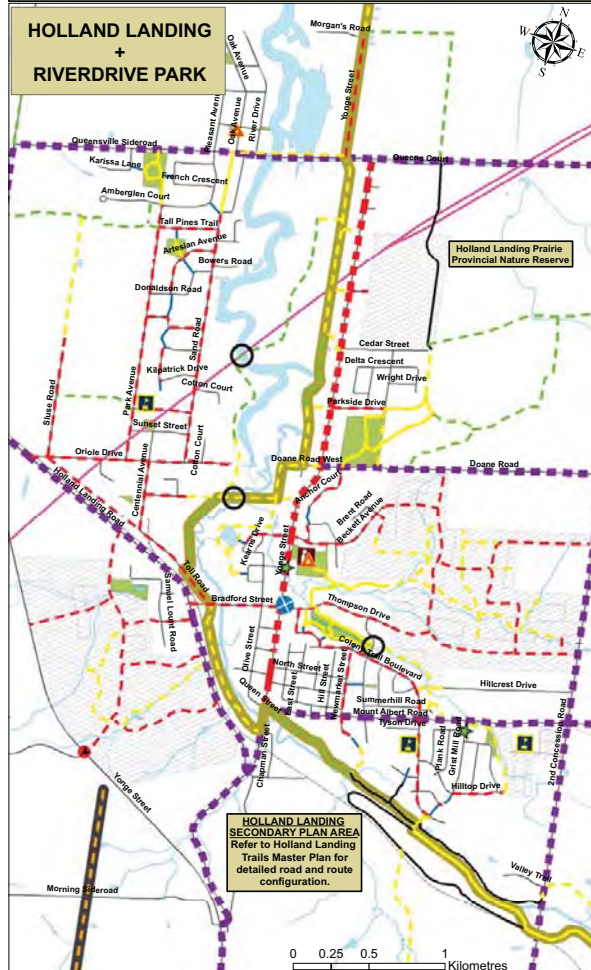 HOLLAND LANDING
+
RIVERDRIVE PARK
Morgan's Road
N
W
E
S
Oak Avenue
Pleasant Avenue
Oak Avenue
River Drive
Yonge Street
Queensville Sideroad
Queens Court
Karissa Lane
French Crescent
Amberglen Court
Tall Pines Trail
Artesian Avenue
Bowers Road
Holland Landing Prairie
Provincial Nature Reserve
Donaldson Road
Sand Road
Cedar Street
Delta Crescent
Wright Drive
Kilpatrick Drive
Cotton Court
Park Avenue
Parkside Drive
Sluse Road
Sunset Street
Oriole Drive
Centennial Avenue
Cotton Court
Doane Road West
Doane Road
Holland Landing Road
Anchor Court
Brent Road
Beckett Avenue
Kearns Drive
Yonge Street
Toll Road
Samuel Lount Road
Bradford Street
Thompson Drive
Colony Trail Boulevard
Olive Street
North Street
East Street
Hill Street
Newmarket Street
Hillcrest Drive
Summerhill Road
Mount Albert Road
Tyson Drive
Queen Street
Chapman Street
Hank Road
Grist Mill Road
2nd Concession Road
Hilltop Drive
Yonge Street
HOLLAND LANDING
SECONDARY PLAN AREA
Refer to Holland Landing
Trails Master Plan for
detailed road and route
configuration.
Valley Trail
Morning Sideroad
0 0.25 0.5 1
Kilometres